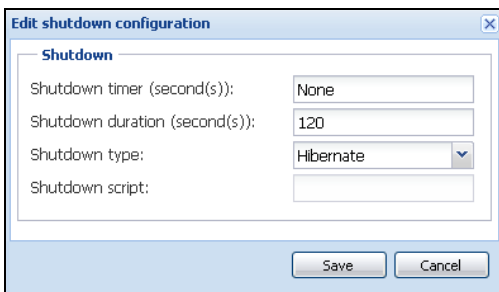 Edit shutdown configuration
Shutdown
Shutdown timer (second(s)): None
Shutdown duration (second(s)): 120
Shutdown type: Hibernate
Shutdown script:
Save Cancel